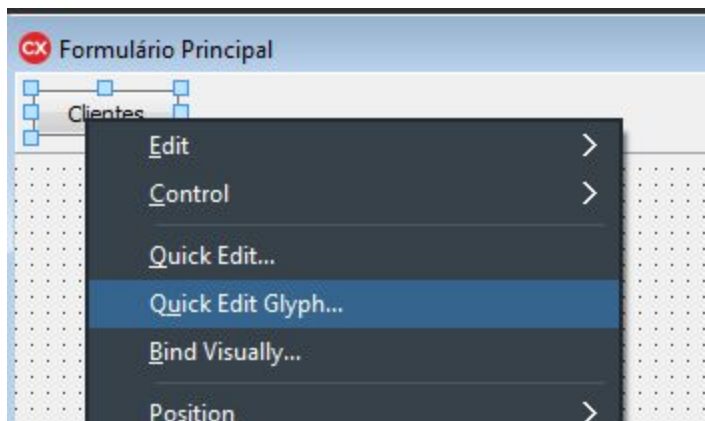 CX Formulário Principal
Clientes
Edit
Control
Quick Edit...
Quick Edit Glyph...
Bind Visually...
Position